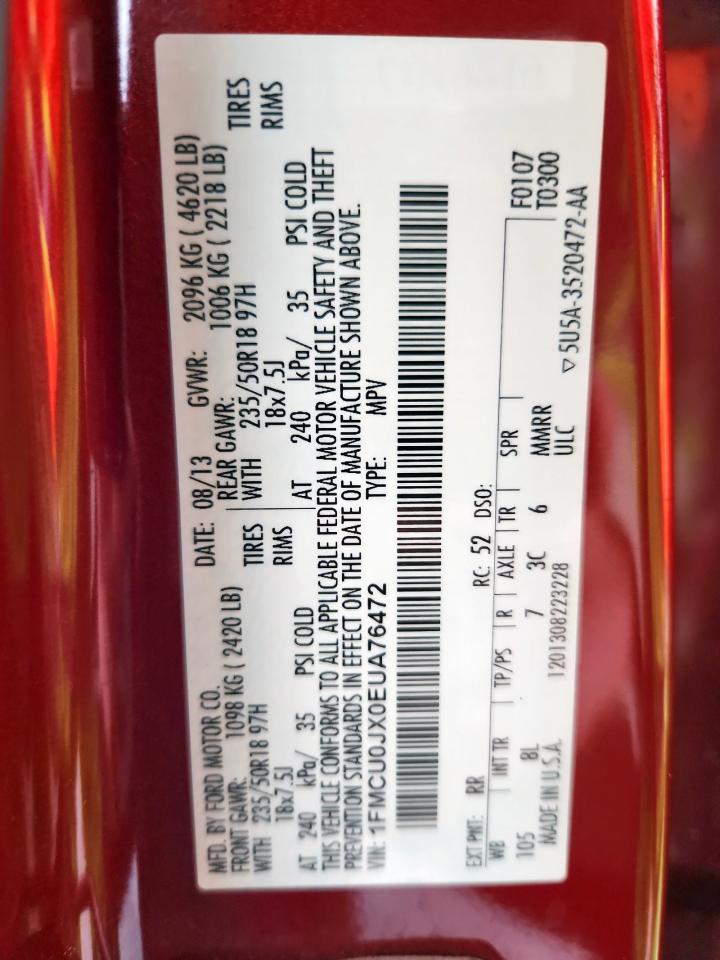 MFD. BY FORD MOTOR CO. DATE: 08/13 GVWR: 2096 KG ( 4620 LB)
FRONT GAWR: 1098 KG ( 2420 LB) REAR GAWR: 1006 KG ( 2218 LB)
WITH 235/50R18 97H TIRES WITH 235/50R18 97H TIRES
18x7.5J RIMS 18x7.5J RIMS
AT 240 kPa/ 35 PSI COLD AT 240 kPa/ 35 PSI COLD
THIS VEHICLE CONFORMS TO ALL APPLICABLE FEDERAL MOTOR VEHICLE SAFETY AND THEFT
PREVENTION STANDARDS IN EFFECT ON THE DATE OF MANUFACTURE SHOWN ABOVE.
VIN: 1FMCU0JX0EUA76472 TYPE: MPV
EXT PNT: RR RC: 52 DSO:
WB INT TR TP/PS R AXLE TR SPR F0107
105 8L 7 3C 6 MMRR T0300
MADE IN U.S.A. 1201308223228 ULC
▽ 5U5A-3520472-AA